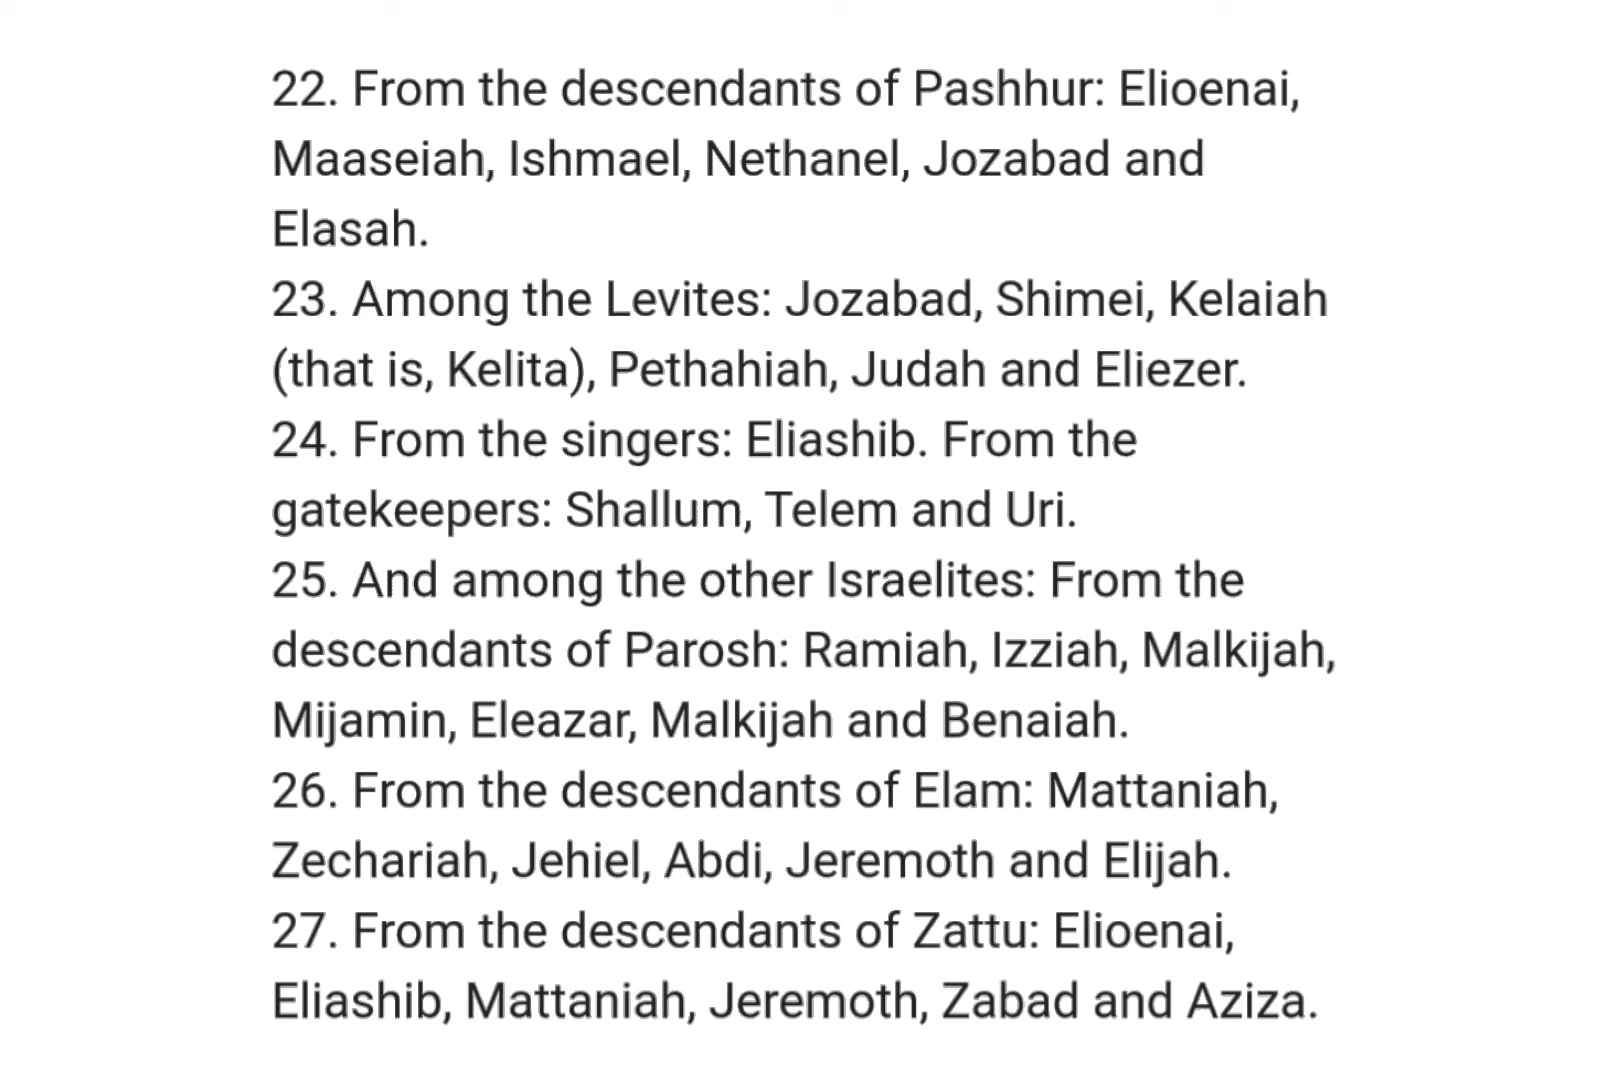 22. From the descendants of Pashhur: Elioenai,
Maaseiah, Ishmael, Nethanel, Jozabad and
Elasah.
23. Among the Levites: Jozabad, Shimei, Kelaiah
(that is, Kelita), Pethahiah, Judah and Eliezer.
24. From the singers: Eliashib. From the
gatekeepers: Shallum, Telem and Uri.
25. And among the other Israelites: From the
descendants of Parosh: Ramiah, Izziah, Malkijah,
Mijamin, Eleazar, Malkijah and Benaiah.
26. From the descendants of Elam: Mattaniah,
Zechariah, Jehiel, Abdi, Jeremoth and Elijah.
27. From the descendants of Zattu: Elioenai,
Eliashib, Mattaniah, Jeremoth, Zabad and Aziza.